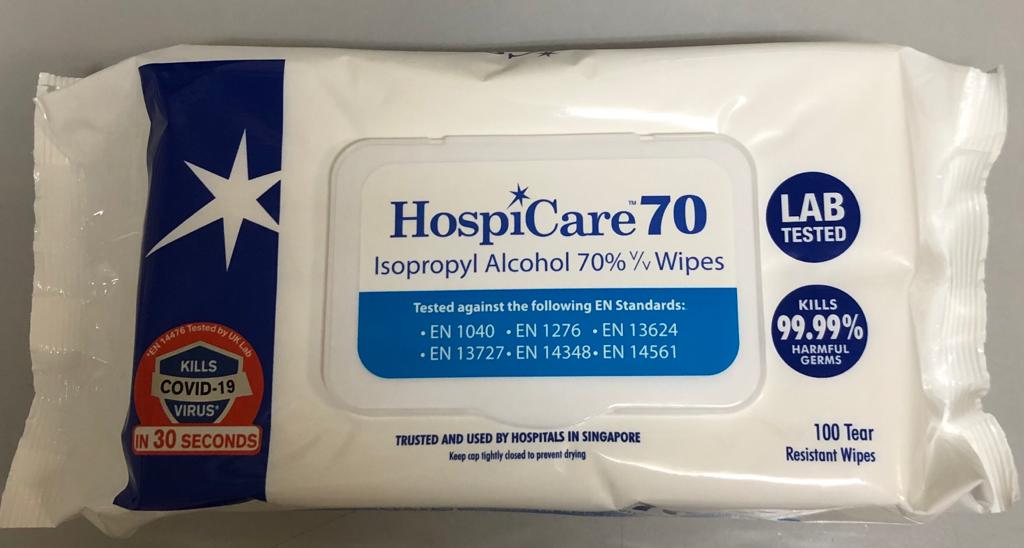 HospiCare™ 70
Isopropyl Alcohol 70% V/V Wipes
Tested against the following EN Standards:
• EN 1040 • EN 1276 • EN 13624
• EN 13727 • EN 14348 • EN 14561
LAB
TESTED
KILLS
99.99%
HARMFUL
GERMS
*EN 14476 Tested by UK Lab
KILLS
COVID-19
VIRUS*
IN 30 SECONDS
TRUSTED AND USED BY HOSPITALS IN SINGAPORE
Keep cap tightly closed to prevent drying
100 Tear
Resistant Wipes